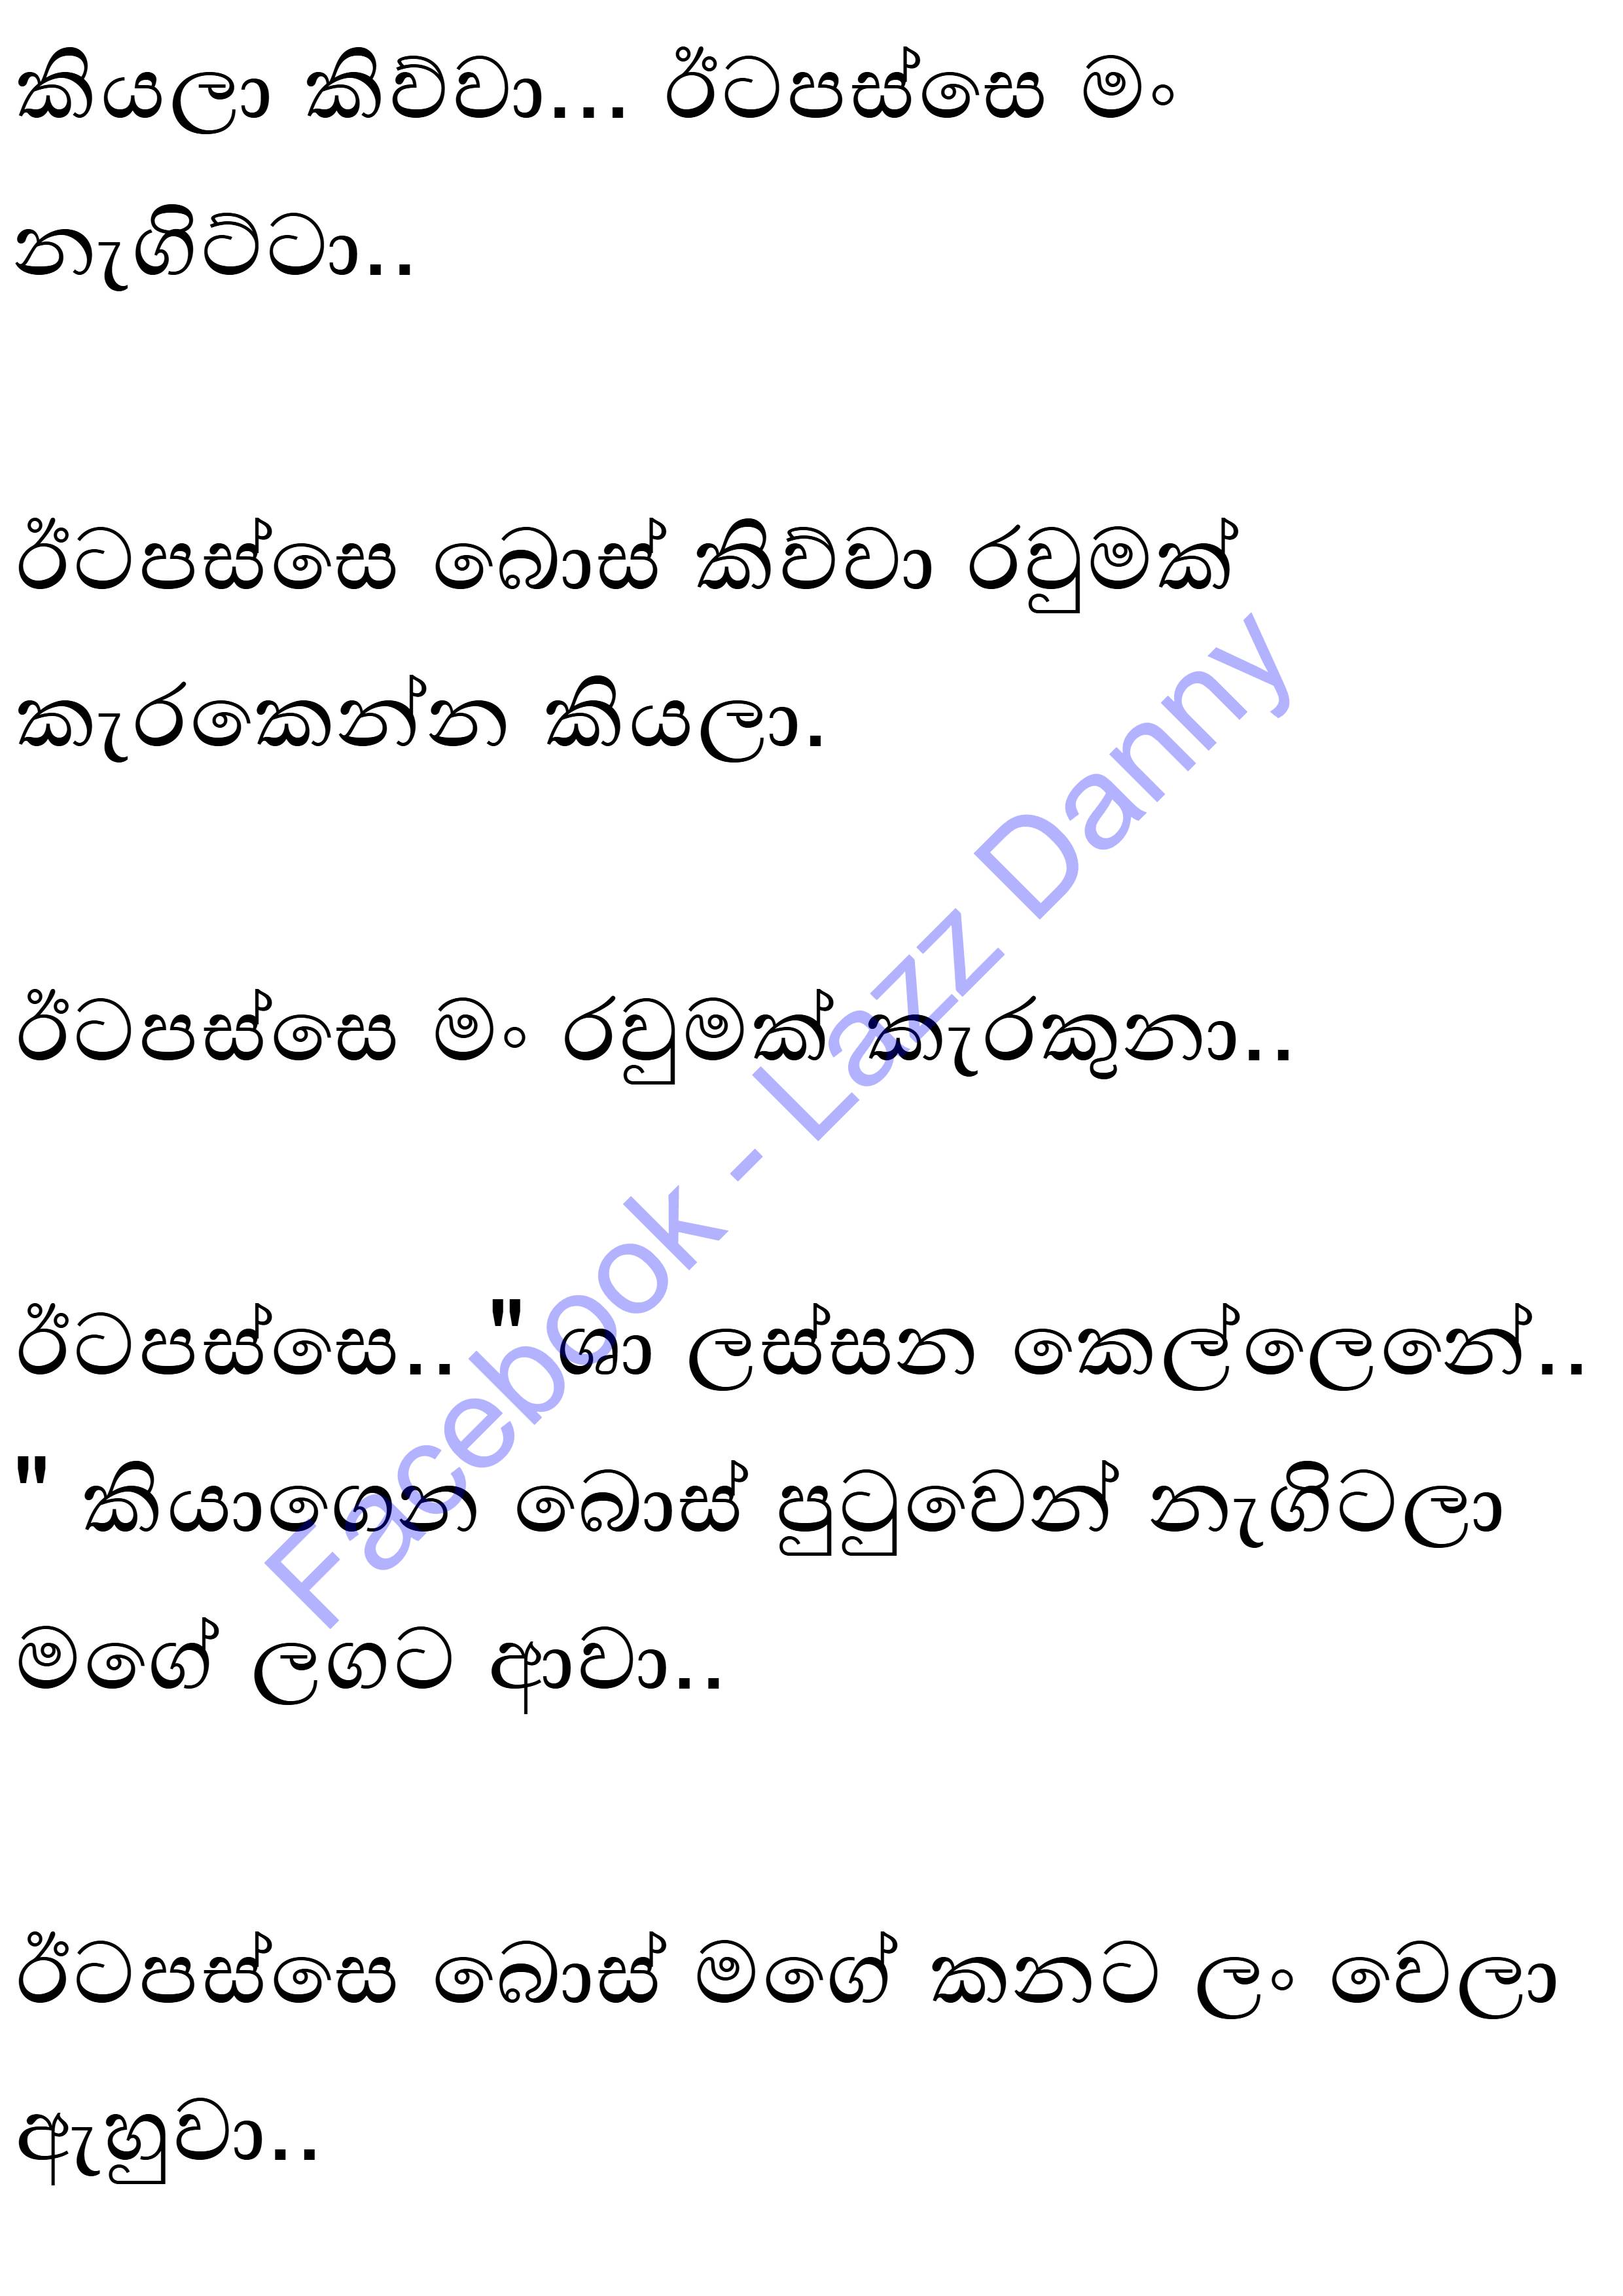 කියලා කිව්වා... ඊටපස්සෙ මං
නැගිට්ටා..
ඊටපස්සෙ බොස් කිව්වා රවුමක්
කැරකෙන්න කියලා.
ඊටපස්සෙ මං රවුමක් කැරකුනා..
ඊටපස්සෙ.. " ශා ලස්සන කෙල්ලෙනේ..
" කියාගෙන බොස් පුටුවෙන් නැගිටලා
මගේ ලගට ආවා..
ඊටපස්සෙ බොස් මගේ කනට ලං වෙලා
ඇහුවා..
Facebook - Lazz Danny